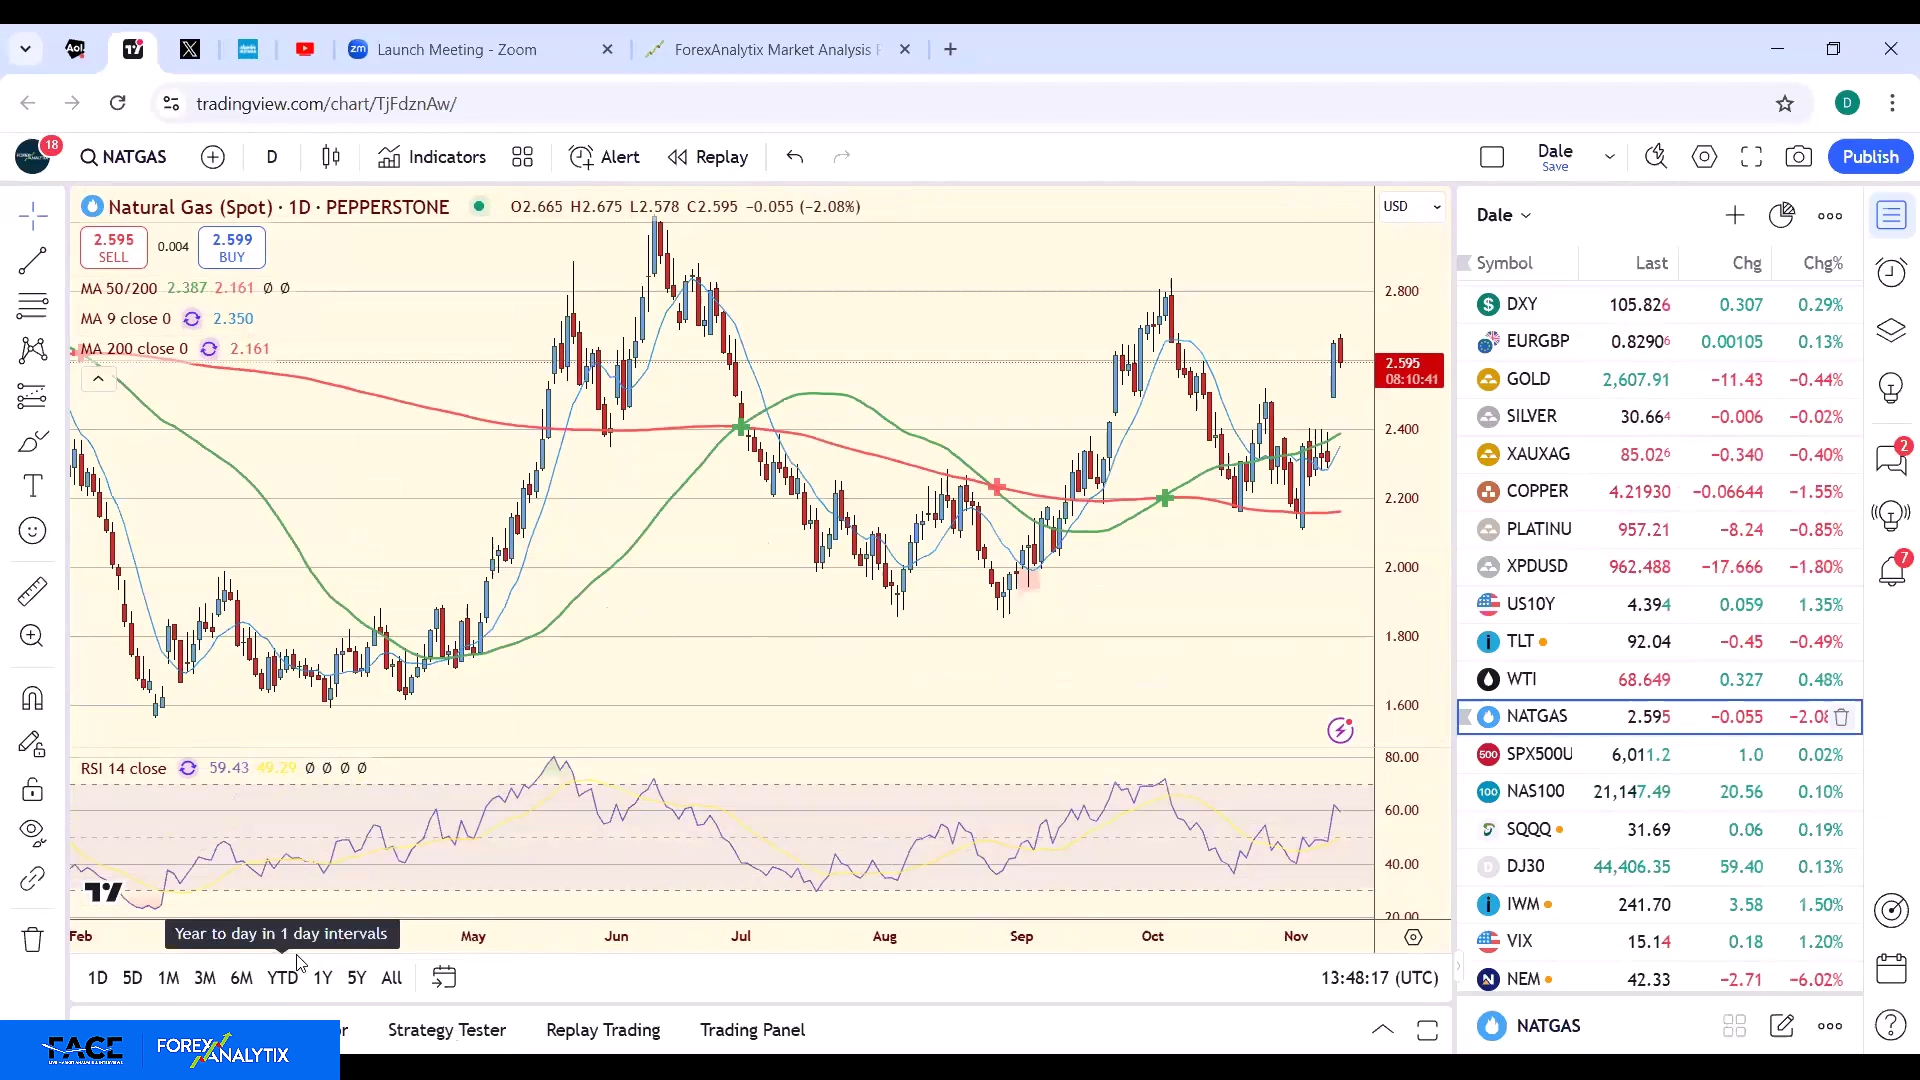 Aol.
X
zm Launch Meeting - Zoom
ForexAnalytix Market Analysis F
tradingview.com/chart/TjFdznAw/
D
18
NATGAS
D
Indicators
Alert
Replay
Dale
Save
Publish
Natural Gas (Spot) · 1D · PEPPERSTONE O2.665 H2.675 L2.578 C2.595 −0.055 (−2.08%)
USD
2.595 0.004 2.599
SELL BUY
MA 50/200 2.387 2.161 Ø Ø
MA 9 close 0 2.350
MA 200 close 0 2.161
2.800
2.595
08:10:41
2.400
2.200
2.000
1.800
1.600
RSI 14 close 59.43 49.29 Ø Ø Ø Ø
80.00
60.00
40.00
20.00
Feb May Jun Jul Aug Sep Oct Nov
Year to day in 1 day intervals
1D 5D 1M 3M 6M YTD 1Y 5Y All
13:48:17 (UTC)
or Strategy Tester Replay Trading Trading Panel
FACE
FOREX ANALYTIX
Dale
Symbol Last Chg Chg%
DXY 105.826 0.307 0.29%
EURGBP 0.82906 0.00105 0.13%
GOLD 2,607.91 −11.43 −0.44%
SILVER 30.664 −0.006 −0.02%
XAUXAG 85.026 −0.340 −0.40%
COPPER 4.21930 −0.06644 −1.55%
PLATINU 957.21 −8.24 −0.85%
XPDUSD 962.488 −17.666 −1.80%
US10Y 4.394 0.059 1.35%
TLT 92.04 −0.45 −0.49%
WTI 68.649 0.327 0.48%
NATGAS 2.595 −0.055 −2.08
500 SPX500U 6,011.2 1.0 0.02%
100 NAS100 21,147.49 20.56 0.10%
SQQQ 31.69 0.06 0.19%
D DJ30 44,406.35 59.40 0.13%
IWM 241.70 3.58 1.50%
VIX 15.14 0.18 1.20%
NEM 42.33 −2.71 −6.02%
NATGAS
2
7